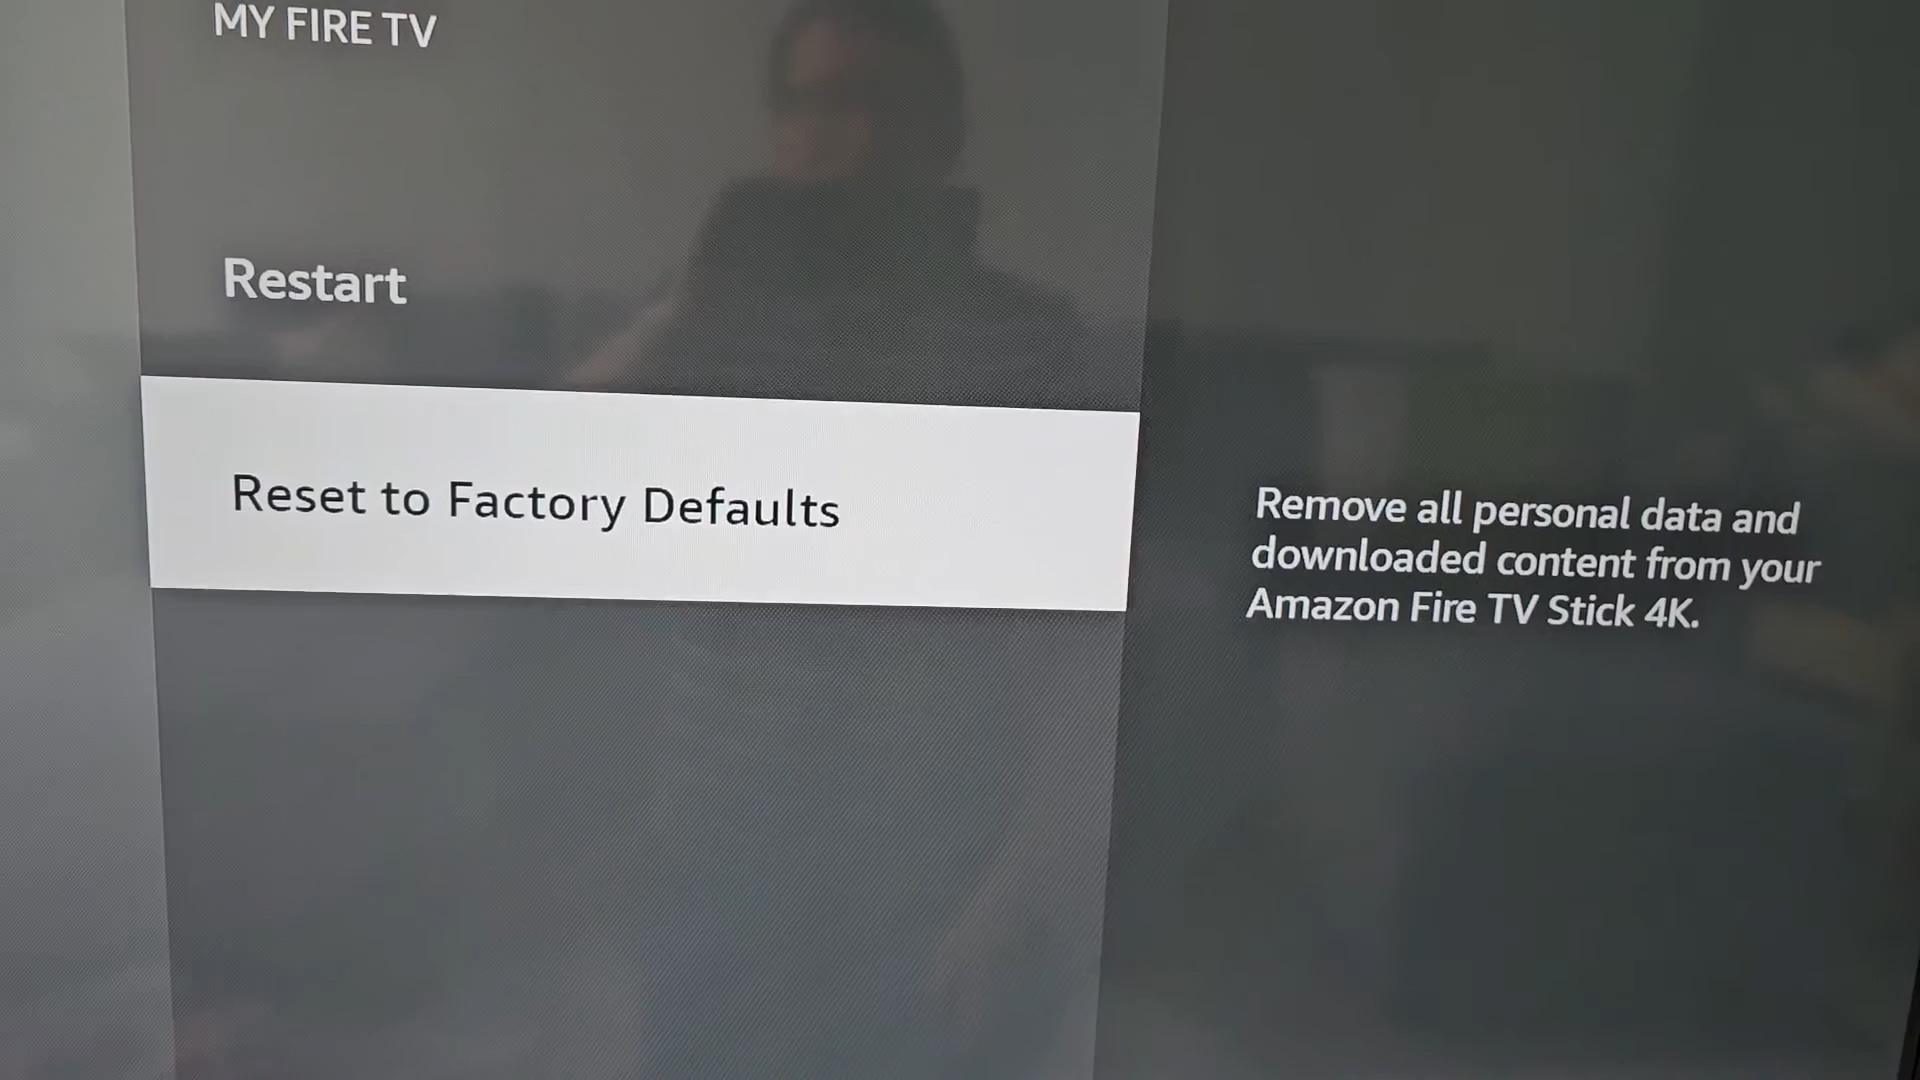 MY FIRE TV
Restart
Reset to Factory Defaults
Remove all personal data and
downloaded content from your
Amazon Fire TV Stick 4K.